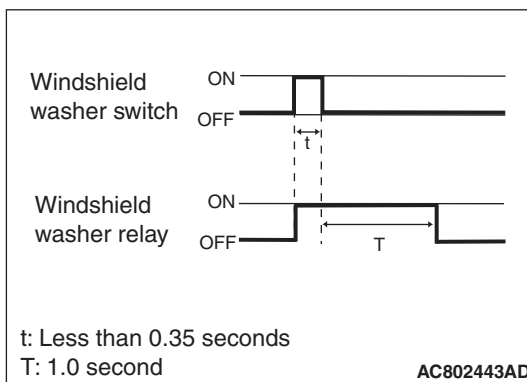 Windshield
washer switch
ON
OFF
t
Windshield
washer relay
ON
OFF
T
t: Less than 0.35 seconds
T: 1.0 second
AC802443AD